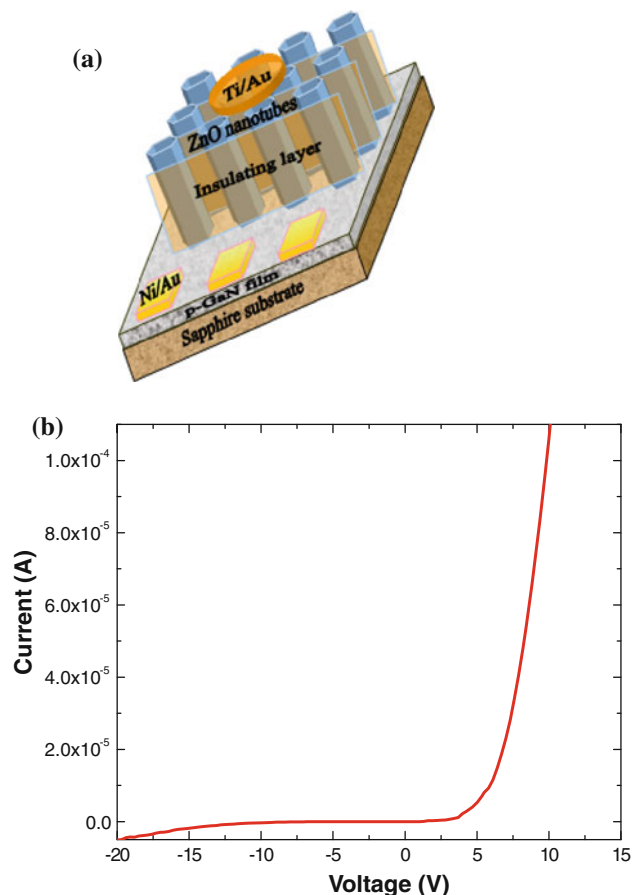 (a)
Ti/Au
ZnO nanotubes
Insulating layer
Ni/Au
p-GaN film
Sapphire substrate
(b)
1.0x10⁻⁴
8.0x10⁻⁵
6.0x10⁻⁵
4.0x10⁻⁵
2.0x10⁻⁵
0.0
Current (A)
-20 -15 -10 -5 0 5 10 15
Voltage (V)